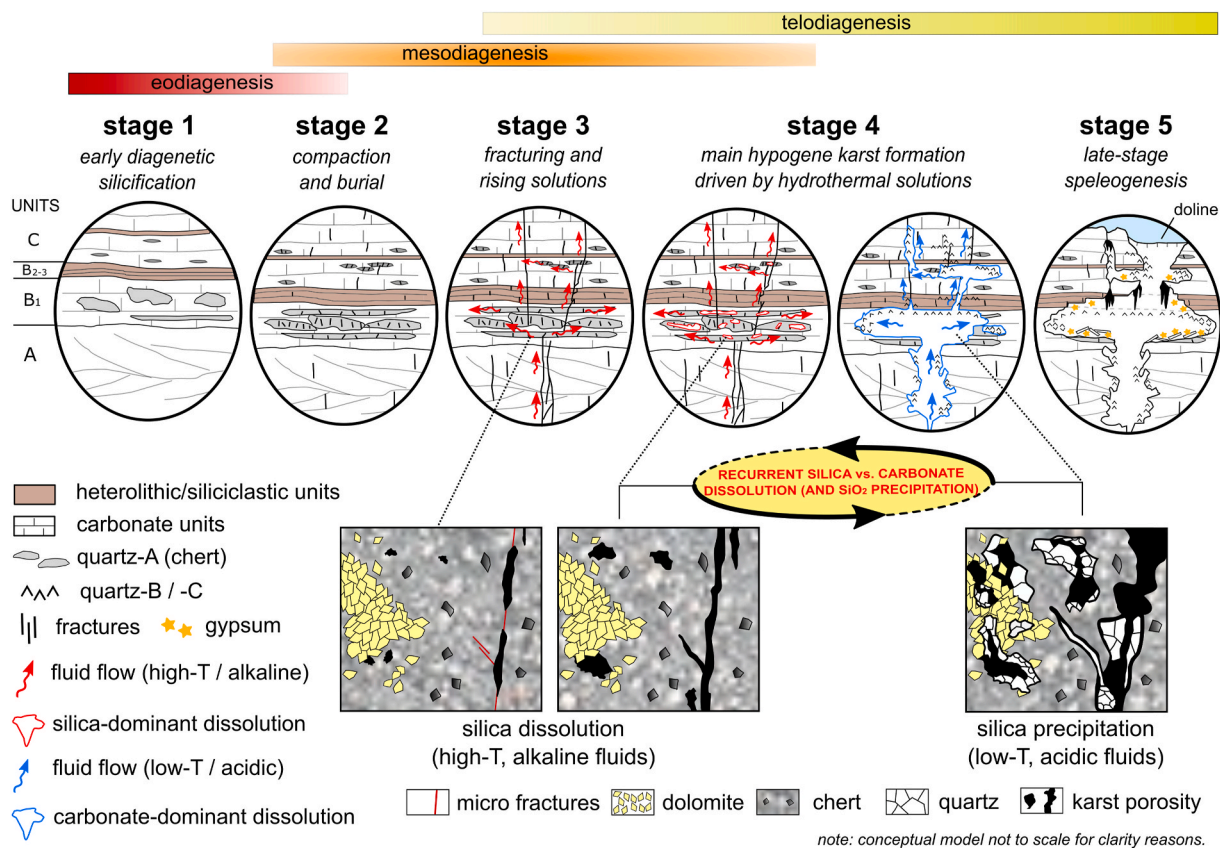 telodiagenesis
mesodiagenesis
eodiagenesis
stage 1
early diagenetic
silicification
stage 2
compaction
and burial
stage 3
fracturing and
rising solutions
stage 4
main hypogene karst formation
driven by hydrothermal solutions
stage 5
late-stage
speleogenesis
doline
UNITS
C
B2-3
B1
A
RECURRENT SILICA vs. CARBONATE
DISSOLUTION (AND SiO₂ PRECIPITATION)
heterolithic/siliciclastic units
carbonate units
quartz-A (chert)
quartz-B / -C
fractures
gypsum
fluid flow (high-T / alkaline)
silica-dominant dissolution
fluid flow (low-T / acidic)
carbonate-dominant dissolution
silica dissolution
(high-T, alkaline fluids)
silica precipitation
(low-T, acidic fluids)
micro fractures
dolomite
chert
quartz
karst porosity
note: conceptual model not to scale for clarity reasons.